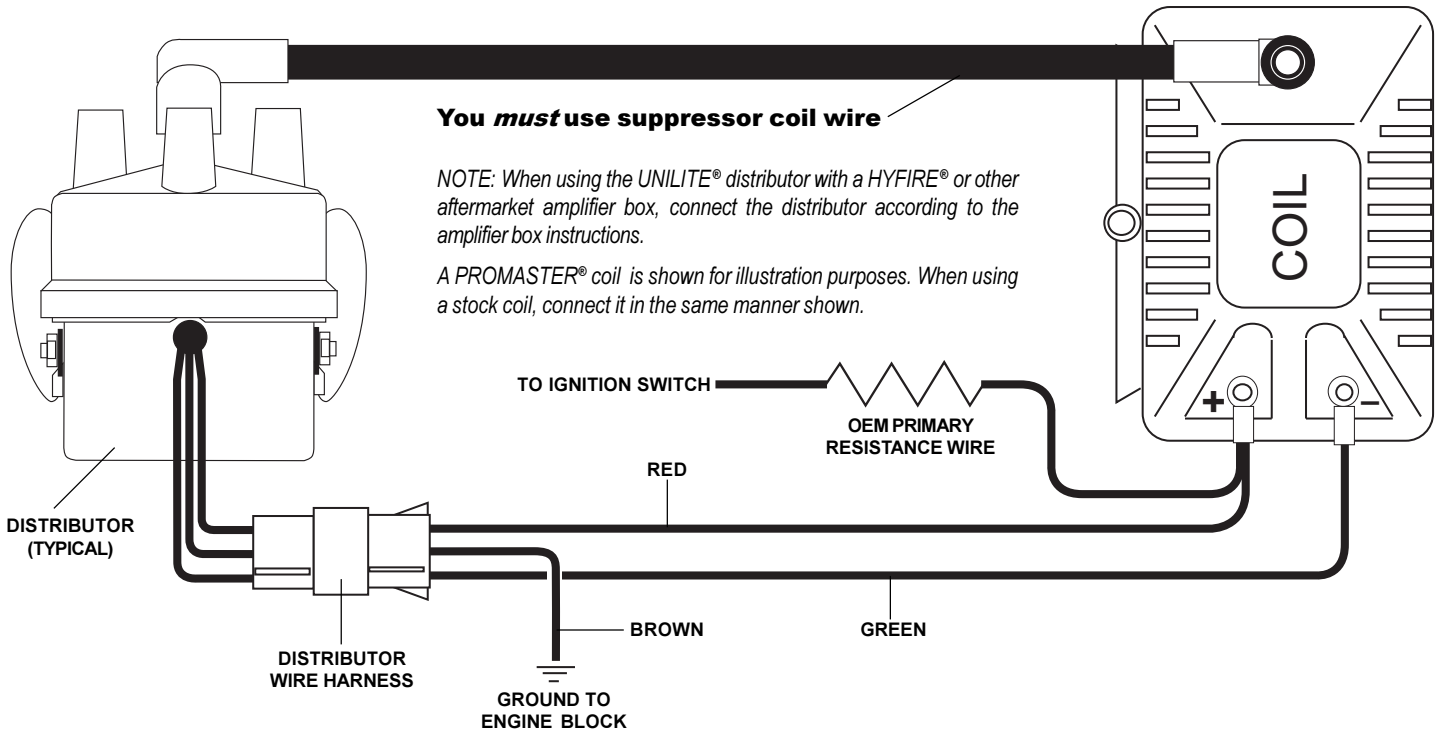 You must use suppressor coil wire
NOTE: When using the UNILITE® distributor with a HYFIRE® or other
aftermarket amplifier box, connect the distributor according to the
amplifier box instructions.
A PROMASTER® coil is shown for illustration purposes. When using
a stock coil, connect it in the same manner shown.
COIL
TO IGNITION SWITCH
+
–
OEM PRIMARY
RESISTANCE WIRE
RED
DISTRIBUTOR
(TYPICAL)
BROWN
GREEN
DISTRIBUTOR
WIRE HARNESS
GROUND TO
ENGINE BLOCK